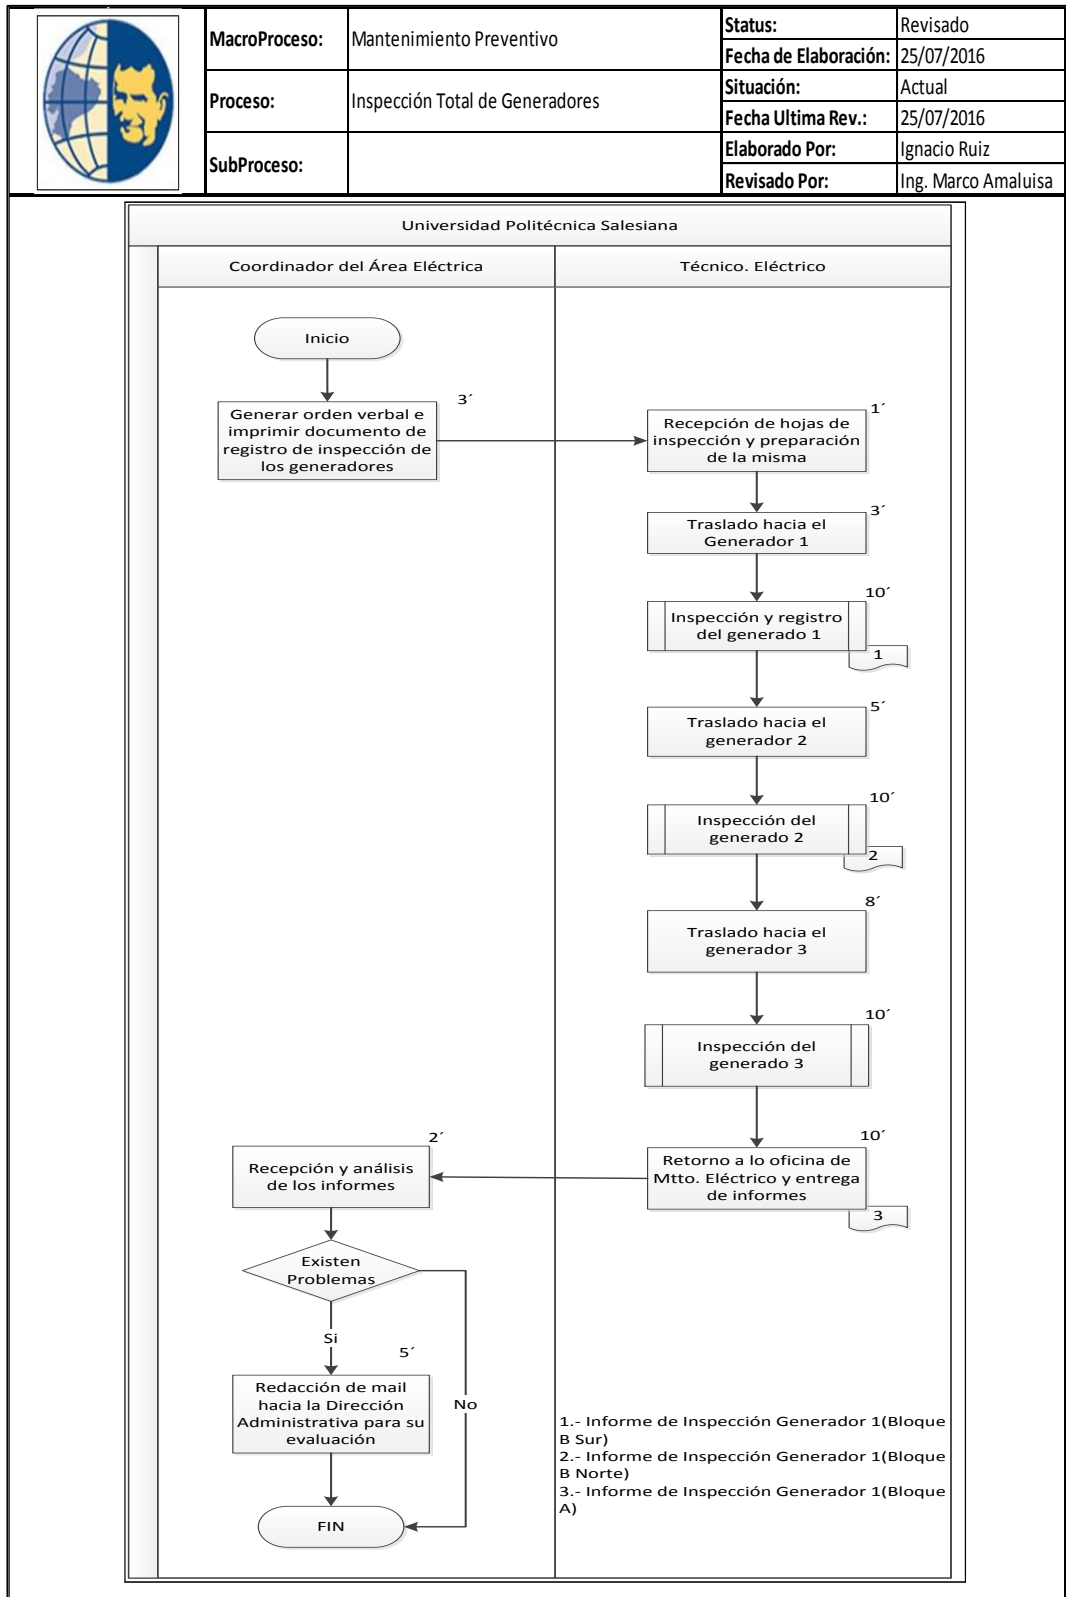 MacroProceso:
Mantenimiento Preventivo
Status:
Revisado
Fecha de Elaboración:
25/07/2016
Proceso:
Inspección Total de Generadores
Situación:
Actual
Fecha Ultima Rev.:
25/07/2016
SubProceso:
Elaborado Por:
Ignacio Ruiz
Revisado Por:
Ing. Marco Amaluisa
Universidad Politécnica Salesiana
Coordinador del Área Eléctrica
Técnico. Eléctrico
Inicio
3´
Generar orden verbal e
imprimir documento de
registro de inspección de
los generadores
1´
Recepción de hojas de
inspección y preparación
de la misma
3´
Traslado hacia el
Generador 1
10´
Inspección y registro
del generado 1
1
5´
Traslado hacia el
generador 2
10´
Inspección del
generado 2
2
8´
Traslado hacia el
generador 3
10´
Inspección del
generado 3
10´
Retorno a lo oficina de
Mtto. Eléctrico y entrega
de informes
3
2´
Recepción y análisis
de los informes
Existen
Problemas
Si
No
5´
Redacción de mail
hacia la Dirección
Administrativa para su
evaluación
FIN
1.- Informe de Inspección Generador 1(Bloque
B Sur)
2.- Informe de Inspección Generador 1(Bloque
B Norte)
3.- Informe de Inspección Generador 1(Bloque
A)